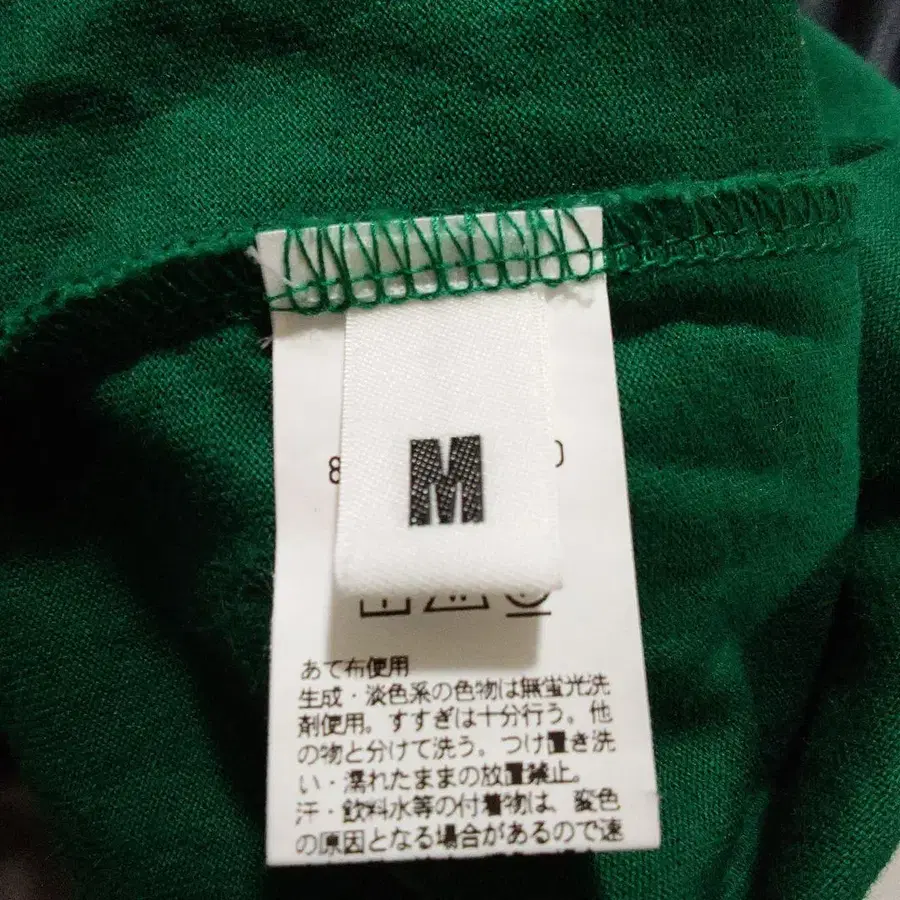 8
M
あて布使用
生成・淡色系の色物は無蛍光洗
剤使用。すすぎは十分行う。他
の物と分けて洗う。つけ置き洗
い・濡れたままの放置禁止。
汗・飲料水等の付着物は、変色
の原因となる場合があるので速